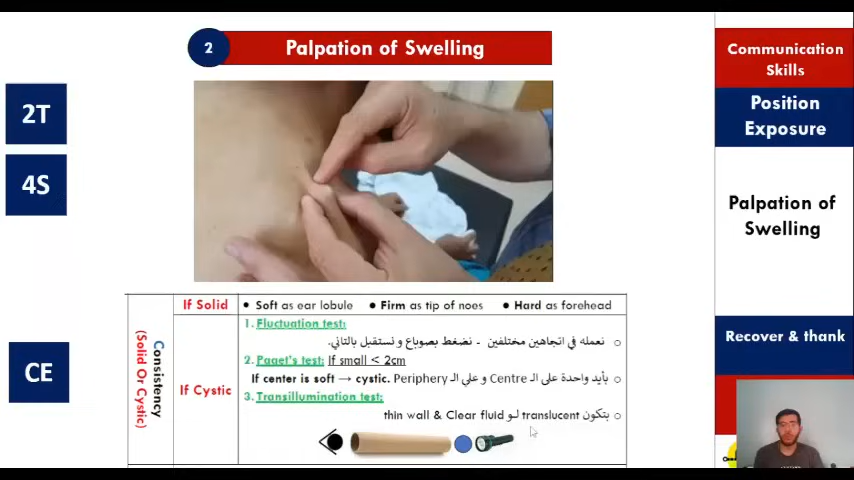 2
Palpation of Swelling
2T
4S
CE
Communication
Skills
Position
Exposure
Palpation of
Swelling
Recover & thank
Consistency
(Solid Or Cystic)
If Solid
• Soft as ear lobule • Firm as tip of noes • Hard as forehead
If Cystic
1. Fluctuation test:
○ نعمله في اتجاهين مختلفين - نضغط بصوباع و نستقبل بالتاني.
2. Paget's test: If small < 2cm
○ بأيد واحدة على الـ Centre و علي الـ Periphery If center is soft → cystic.
3. Transillumination test:
○ بتكون translucent لو thin wall & Clear fluid